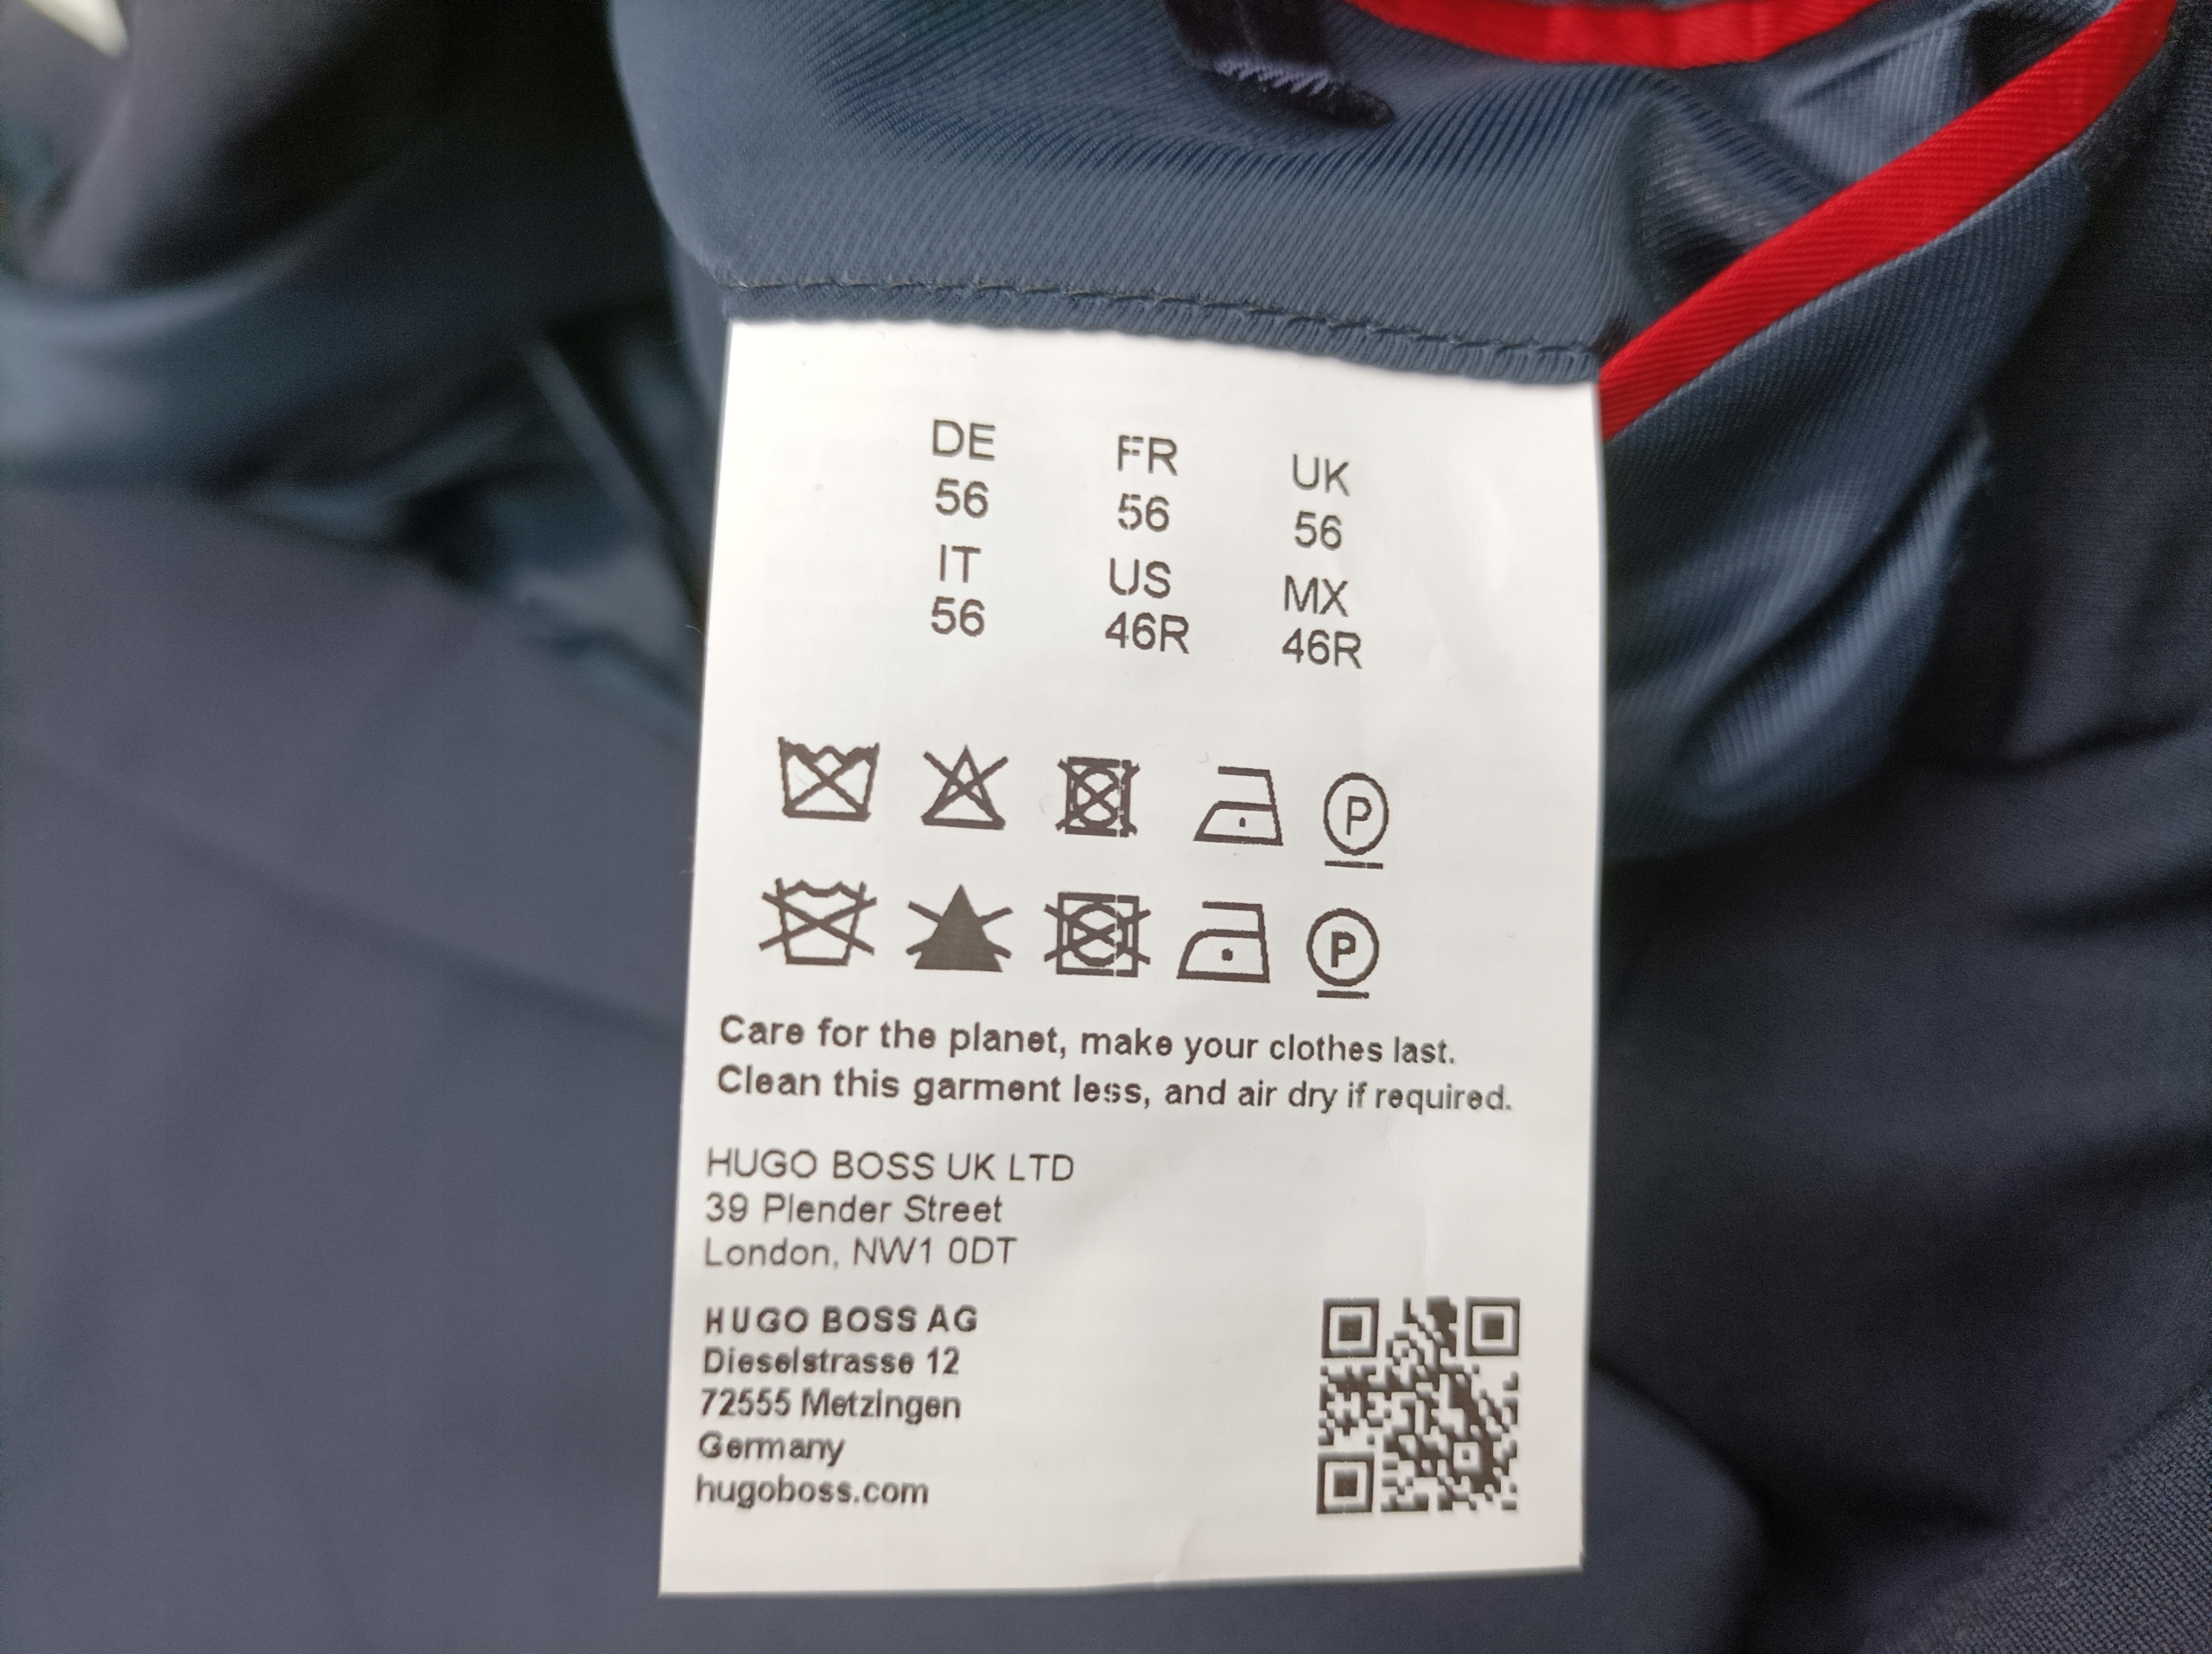 DE FR UK
56 56 56
IT US MX
56 46R 46R
P
P
Care for the planet, make your clothes last.
Clean this garment less, and air dry if required.
HUGO BOSS UK LTD
39 Plender Street
London, NW1 0DT
HUGO BOSS AG
Dieselstrasse 12
72555 Metzingen
Germany
hugoboss.com